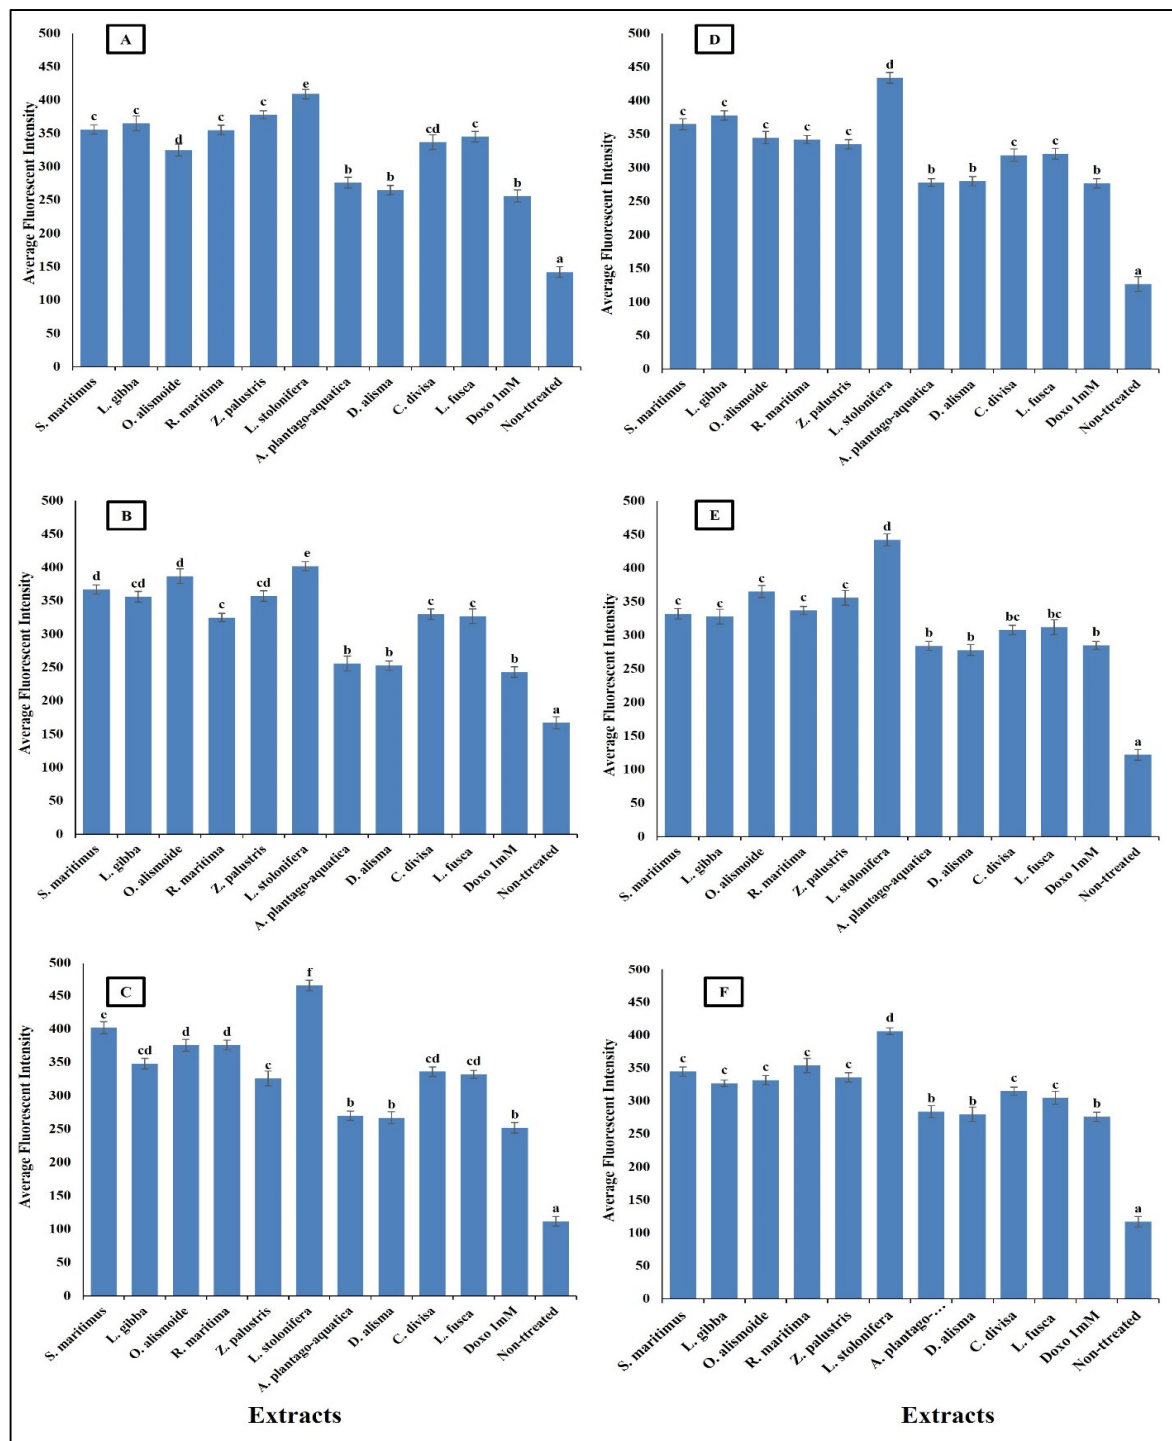 A
Average Fluorescent Intensity
500
450
400
350
300
250
200
150
100
50
0
c
c
d
c
c
e
b
b
cd
c
b
a
S. maritimus
L. gibba
O. alismoide
R. maritima
Z. palustris
L. stolonifera
A. plantago-aquatica
D. alisma
C. divisa
L. fusca
Doxo 1mM
Non-ttreated
B
Average Fluorescent Intensity
500
450
400
350
300
250
200
150
100
50
0
d
cd
d
c
cd
e
b
b
c
c
b
a
S. maritimus
L. gibba
O. alismoide
R. maritima
Z. palustris
L. stolonifera
A. plantago-aquatica
D. alisma
C. divisa
L. fusca
Doxo 1mM
Non-ttreated
C
Average Fluorescent Intensity
500
450
400
350
300
250
200
150
100
50
0
e
cd
d
d
c
f
b
b
cd
cd
b
a
S. maritimus
L. gibba
O. alismoide
R. maritima
Z. palustris
L. stolonifera
A. plantago-aquatica
D. alisma
C. divisa
L. fusca
Doxo 1mM
Non-ttreated
Extracts
D
Average Fluorescent Intensity
500
450
400
350
300
250
200
150
100
50
0
c
c
c
c
c
d
b
b
c
c
b
a
S. maritimus
L. gibba
O. alismoide
R. maritima
Z. palustris
L. stolonifera
A. plantago-aquatica
D. alisma
C. divisa
L. fusca
Doxo 1mM
Non-ttreated
E
Average Fluorescent Intensity
500
450
400
350
300
250
200
150
100
50
0
c
c
c
c
c
d
b
b
bc
bc
b
a
S. maritimus
L. gibba
O. alismoide
R. maritima
Z. palustris
L. stolonifera
A. plantago-aquatica
D. alisma
C. divisa
L. fusca
Doxo 1mM
Non-ttreated
F
Average Fluorescent Intensity
500
450
400
350
300
250
200
150
100
50
0
c
c
c
c
c
d
b
b
c
c
b
a
S. maritimus
L. gibba
O. alismoide
R. maritima
Z. palustris
L. stolonifera
A. plantago-…
D. alisma
C. divisa
L. fusca
Doxo 1mM
Non-ttreated
Extracts